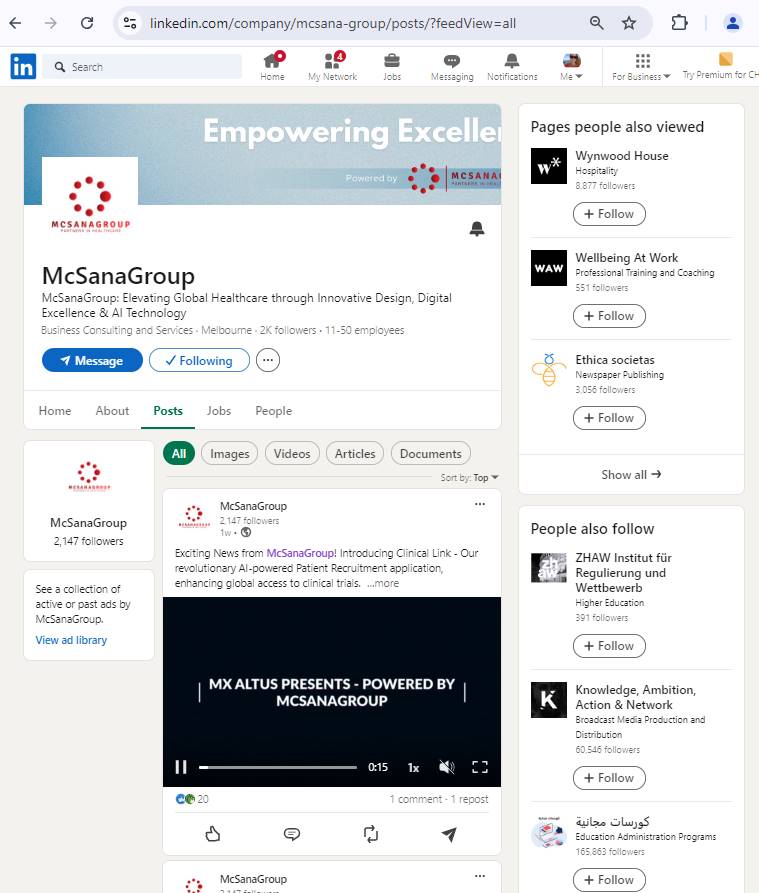 linkedin.com/company/mcsana-group/posts/?feedView=all
Search
Home
4
My Network
Jobs
Messaging
Notifications
Me
For Business
Try Premium for
Empowering
Powered by
PARTNERS IN
MCSANAGROUP
PARTNERS IN HEALTHCARE
McSanaGroup
McSanaGroup: Elevating Global Healthcare through Innovative Design, Digital
Excellence & AI Technology
Business Consulting and Services · Melbourne · 2K followers · 11-50 employees
Message
Following
Home
About
Posts
Jobs
People
MCSANAGROUP
McSanaGroup
2,147 followers
See a collection of
active or past ads by
McSanaGroup.
View ad library
All
Images
Videos
Articles
Documents
Sort by: Top
McSanaGroup
2,147 followers
1w •
Exciting News from McSanaGroup! Introducing Clinical Link - Our
revolutionary AI-powered Patient Recruitment application,
enhancing global access to clinical trials. ...more
MX ALTUS PRESENTS - POWERED BY
MCSANAGROUP
0:15
1x
20
1 comment · 1 repost
McSanaGroup
Pages people also viewed
W*
Wynwood House
Hospitality
8,877 followers
+ Follow
WAW
Wellbeing At Work
Professional Training and Coaching
551 followers
+ Follow
Ethica societas
Newspaper Publishing
3,056 followers
+ Follow
Show all →
People also follow
zh
aw
ZHAW Institut für
Regulierung und
Wettbewerb
Higher Education
391 followers
+ Follow
K
Knowledge, Ambition,
Action & Network
Broadcast Media Production and
Distribution
60,546 followers
+ Follow
كورسات مجانية
Education Administration Programs
165,863 followers
+ Follow